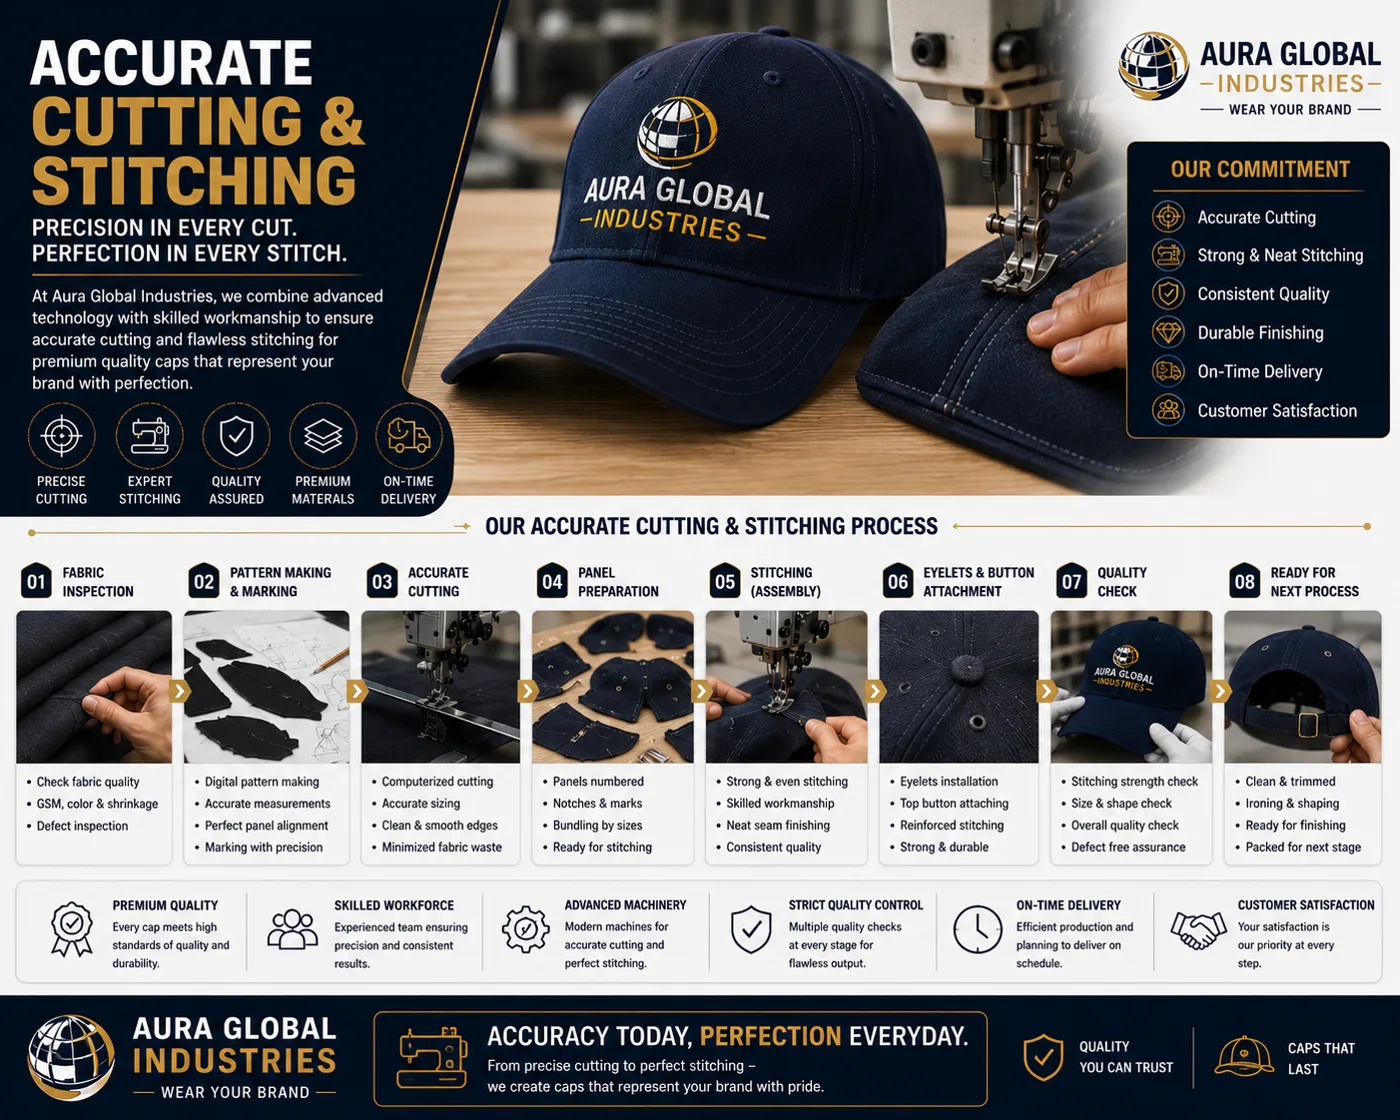 ACCURATE
CUTTING &
STITCHING
PRECISION IN EVERY CUT.
PERFECTION IN EVERY STITCH.
At Aura Global Industries, we combine advanced
technology with skilled workmanship to ensure
accurate cutting and flawless stitching for
premium quality caps that represent your
brand with perfection.
PRECISE
CUTTING
EXPERT
STITCHING
QUALITY
ASSURED
PREMIUM
MATERALS
ON-TIME
DELIVERY
AURA GLOBAL
INDUSTRIES
AURA GLOBAL
INDUSTRIES
WEAR YOUR BRAND
OUR COMMITMENT
Accurate Cutting
Strong & Neat Stitching
Consistent Quality
Durable Finishing
On-Time Delivery
Customer Satisfaction
OUR ACCURATE CUTTING & STITCHING PROCESS
01 FABRIC
INSPECTION
• Check fabric quality
• GSM, color & shrinkage
• Defect inspection
02 PATTERN MAKING
& MARKING
• Digital pattern making
• Accurate measurements
• Perfect panel alignment
• Marking with precision
03 ACCURATE
CUTTING
• Computerized cutting
• Accurate sizing
• Clean & smooth edges
• Minimized fabric waste
04 PANEL
PREPARATION
• Panels numbered
• Notches & marks
• Bundling by sizes
• Ready for stitching
05 STITCHING
(ASSEMBLY)
• Strong & even stitching
• Skilled workmanship
• Neat seam finishing
• Consistent quality
06 EYELETS & BUTTON
ATTACHMENT
• Eyelets installation
• Top button attaching
• Reinforced stitching
• Strong & durable
07 QUALITY
CHECK
AURA GLOBAL
INDUSTRIES
• Stitching strength check
• Size & shape check
• Overall quality check
• Defect free assurance
08 READY FOR
NEXT PROCESS
• Clean & trimmed
• Ironing & shaping
• Ready for finishing
• Packed for next stage
PREMIUM QUALITY
Every cap meets high
standards of quality and
durability.
SKILLED WORKFORCE
Experienced team ensuring
precision and consistent
results.
ADVANCED MACHINERY
Modern machines for
accurate cutting and
perfect stitching.
STRICT QUALITY CONTROL
Multiple quality checks
at every stage for
flawless output.
ON-TIME DELIVERY
Efficient production and
planning to deliver on
schedule.
CUSTOMER SATISFACTION
Your satisfaction is
our priority at every
step.
AURA GLOBAL
INDUSTRIES
WEAR YOUR BRAND
ACCURACY TODAY, PERFECTION EVERYDAY.
From precise cutting to perfect stitching –
we create caps that represent your brand with pride.
QUALITY
YOU CAN TRUST
CAPS THAT
LAST